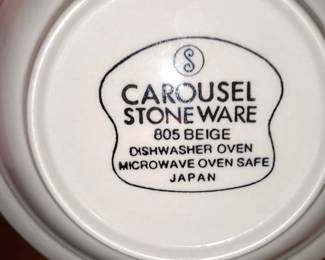 S
CAROUSEL
STONEWARE
805 BEIGE
DISHWASHER OVEN
MICROWAVE OVEN SAFE
JAPAN